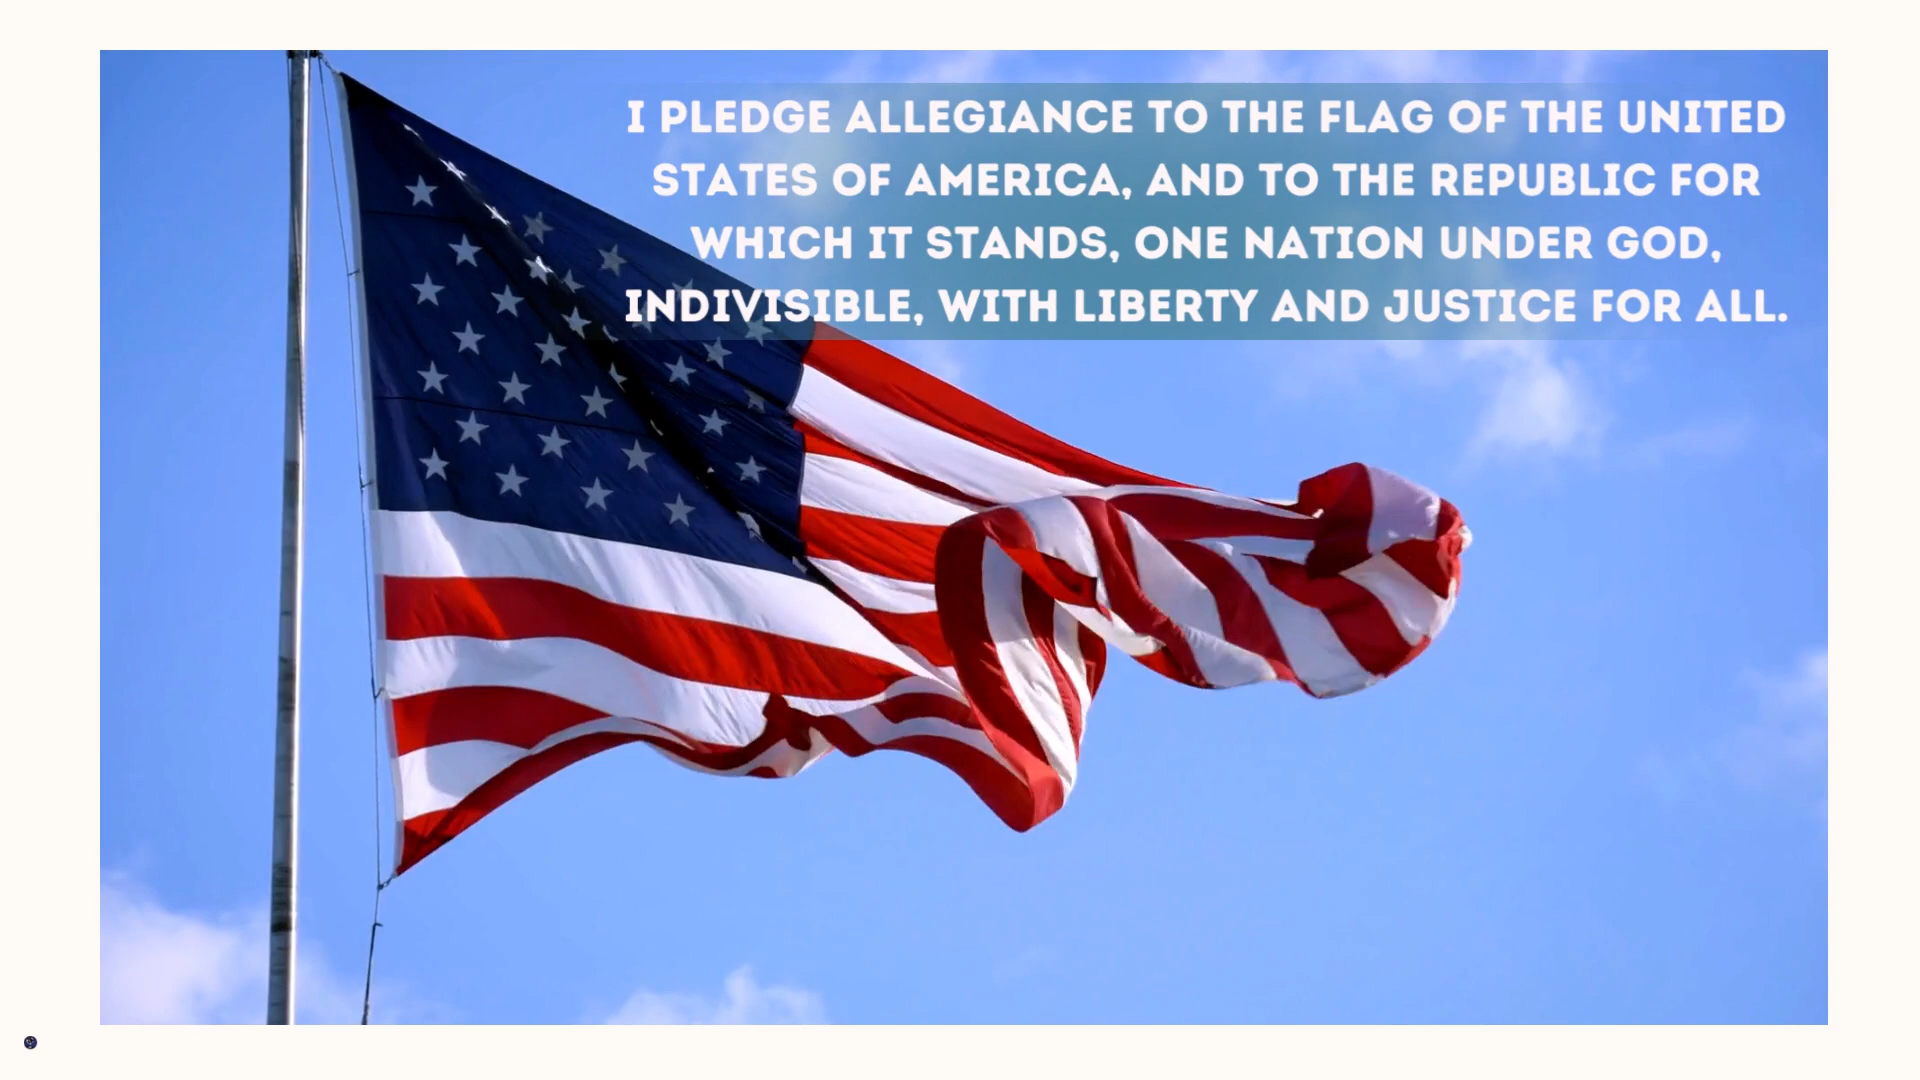 I PLEDGE ALLEGIANCE TO THE FLAG OF THE UNITED
STATES OF AMERICA, AND TO THE REPUBLIC FOR
WHICH IT STANDS, ONE NATION UNDER GOD,
INDIVISIBLE, WITH LIBERTY AND JUSTICE FOR ALL.